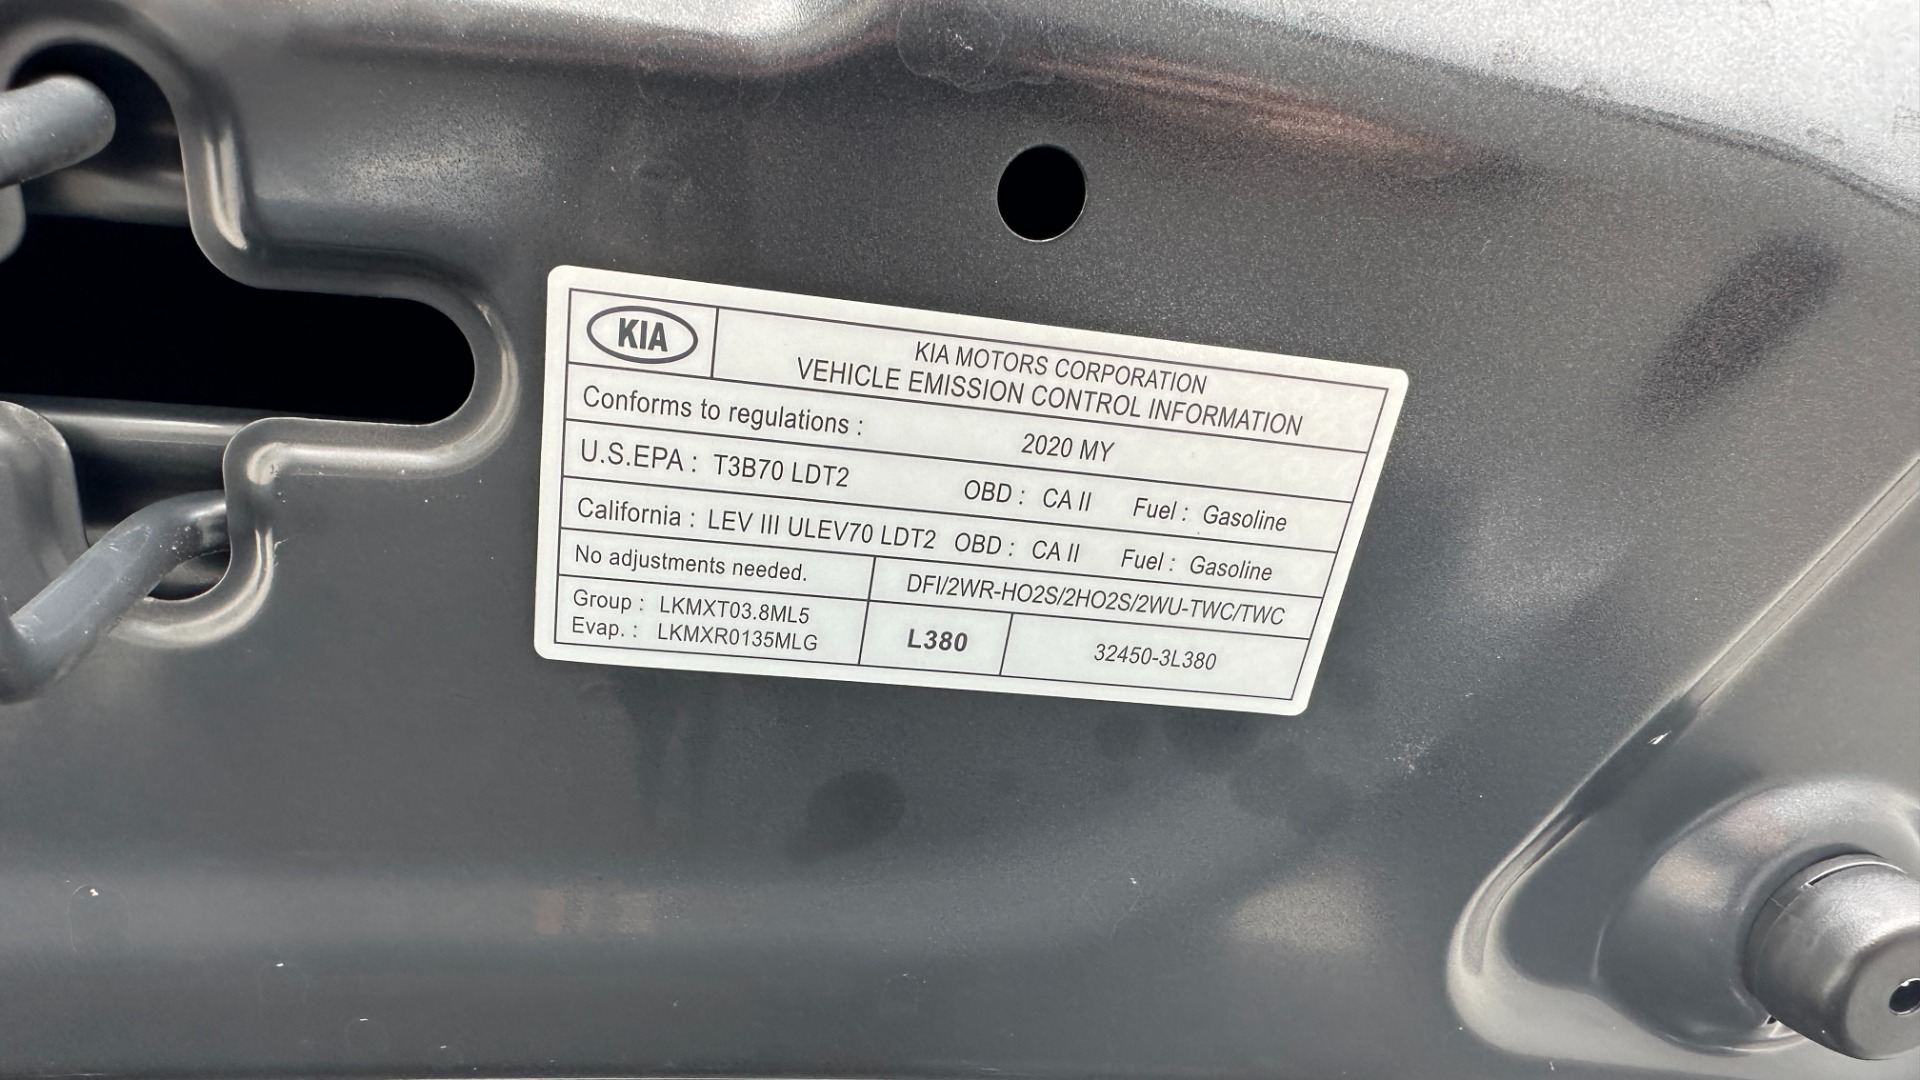 KIA
KIA MOTORS CORPORATION
VEHICLE EMISSION CONTROL INFORMATION
Conforms to regulations : 2020 MY
U.S.EPA : T3B70 LDT2 OBD : CA II Fuel : Gasoline
California : LEV III ULEV70 LDT2 OBD : CA II Fuel : Gasoline
No adjustments needed. DFI/2WR-HO2S/2HO2S/2WU-TWC/TWC
Group : LKMXT03.8ML5
Evap. : LKMXR0135MLG
L380
32450-3L380